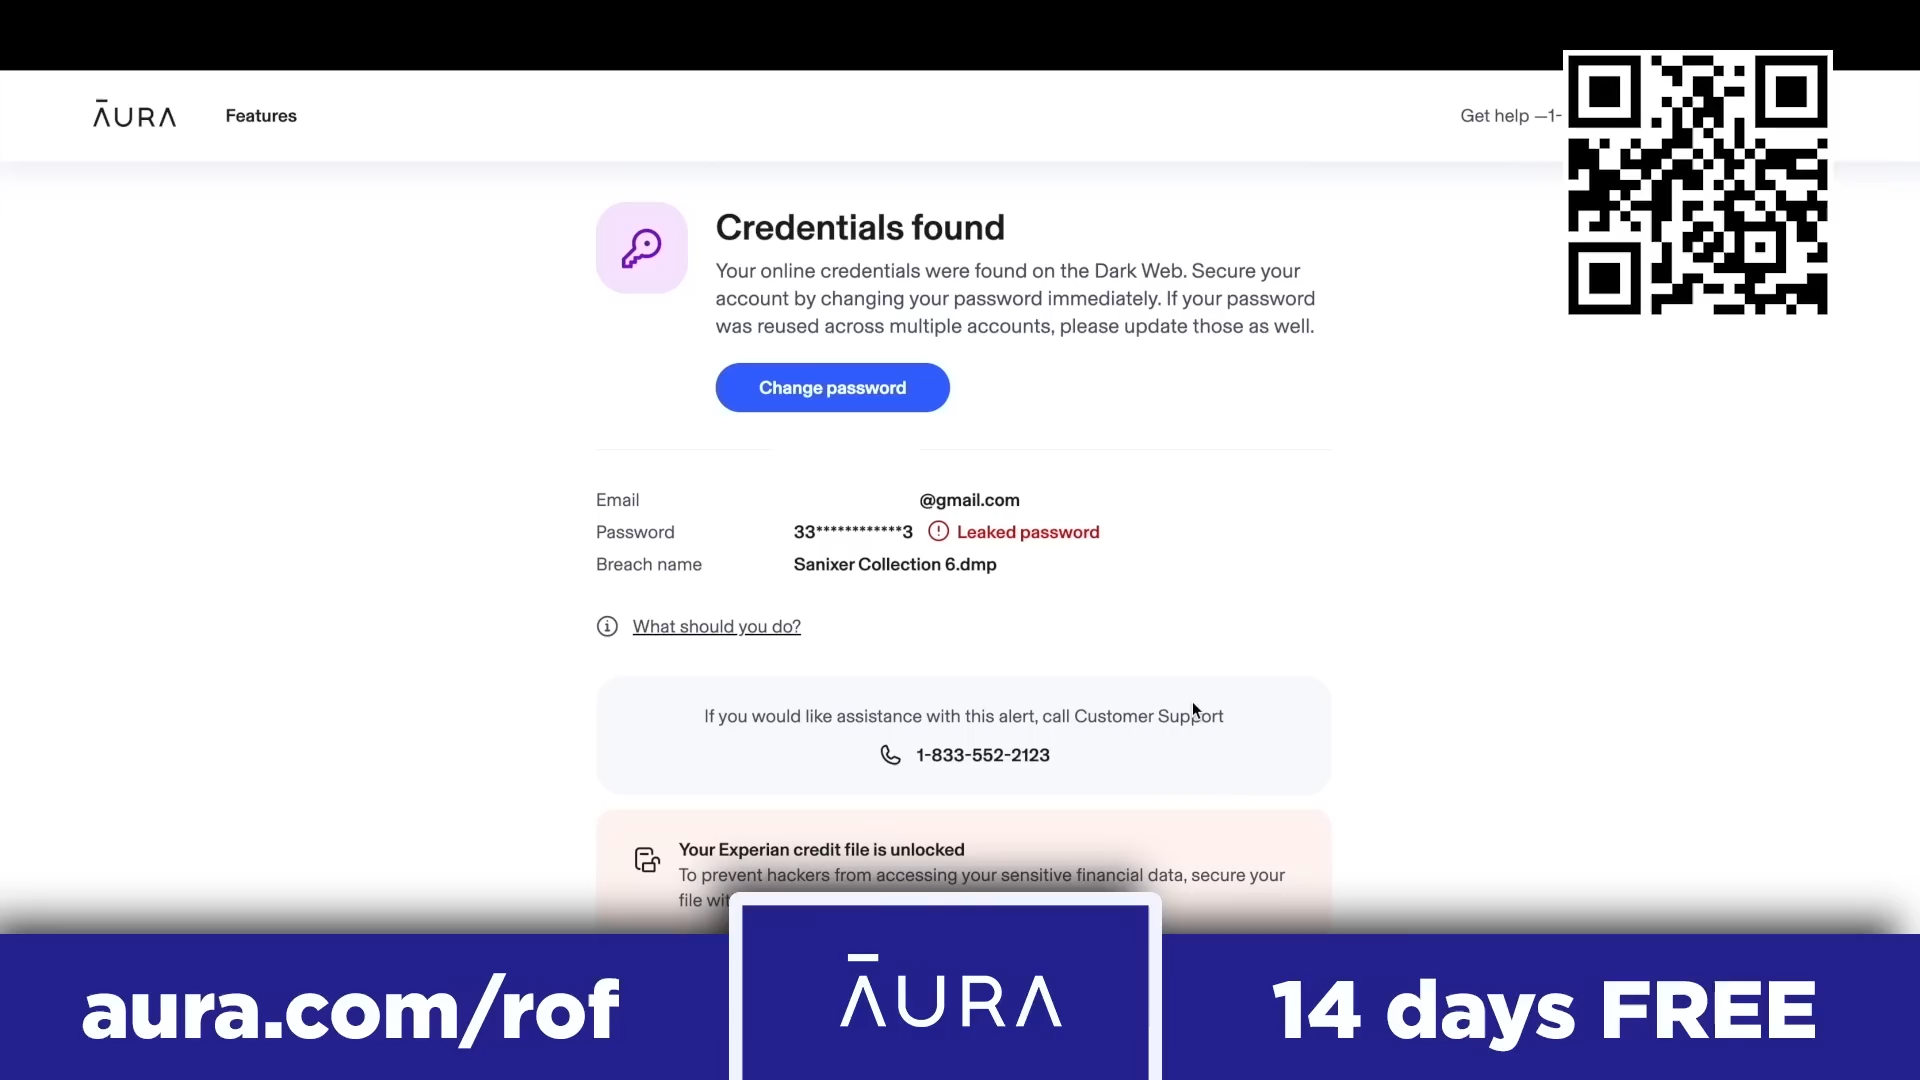 ĀURA
Features
Get help —1-
Credentials found
Your online credentials were found on the Dark Web. Secure your
account by changing your password immediately. If your password
was reused across multiple accounts, please update those as well.
Change password
Email @gmail.com
Password 33************3 Leaked password
Breach name Sanixer Collection 6.dmp
What should you do?
If you would like assistance with this alert, call Customer Support
1-833-552-2123
Your Experian credit file is unlocked
To prevent hackers from accessing your sensitive financial data, secure your
file
aura.com/rof
ĀURA
14 days FREE